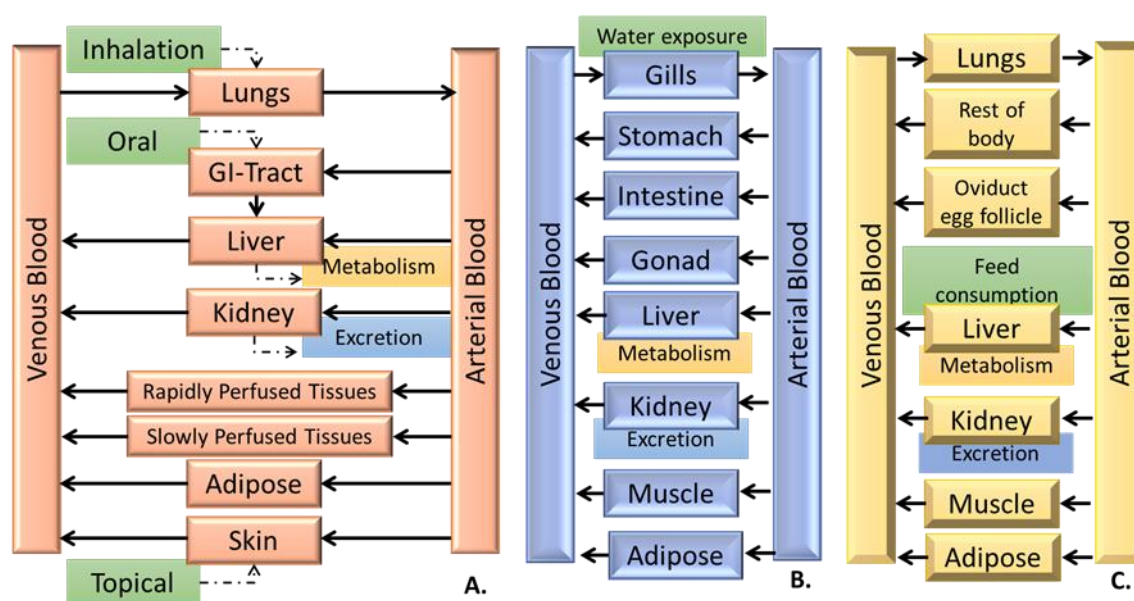 Inhalation
Lungs
Oral
GI-Tract
Liver
Metabolism
Kidney
Excretion
Rapidly Perfused Tissues
Slowly Perfused Tissues
Adipose
Skin
Topical
Venous Blood
Arterial Blood
A.
Water exposure
Gills
Stomach
Intestine
Gonad
Liver
Metabolism
Kidney
Excretion
Muscle
Adipose
Venous Blood
Arterial Blood
B.
Lungs
Rest of
body
Oviduct
egg follicle
Feed
consumption
Liver
Metabolism
Kidney
Excretion
Muscle
Adipose
Venous Blood
Arterial Blood
C.